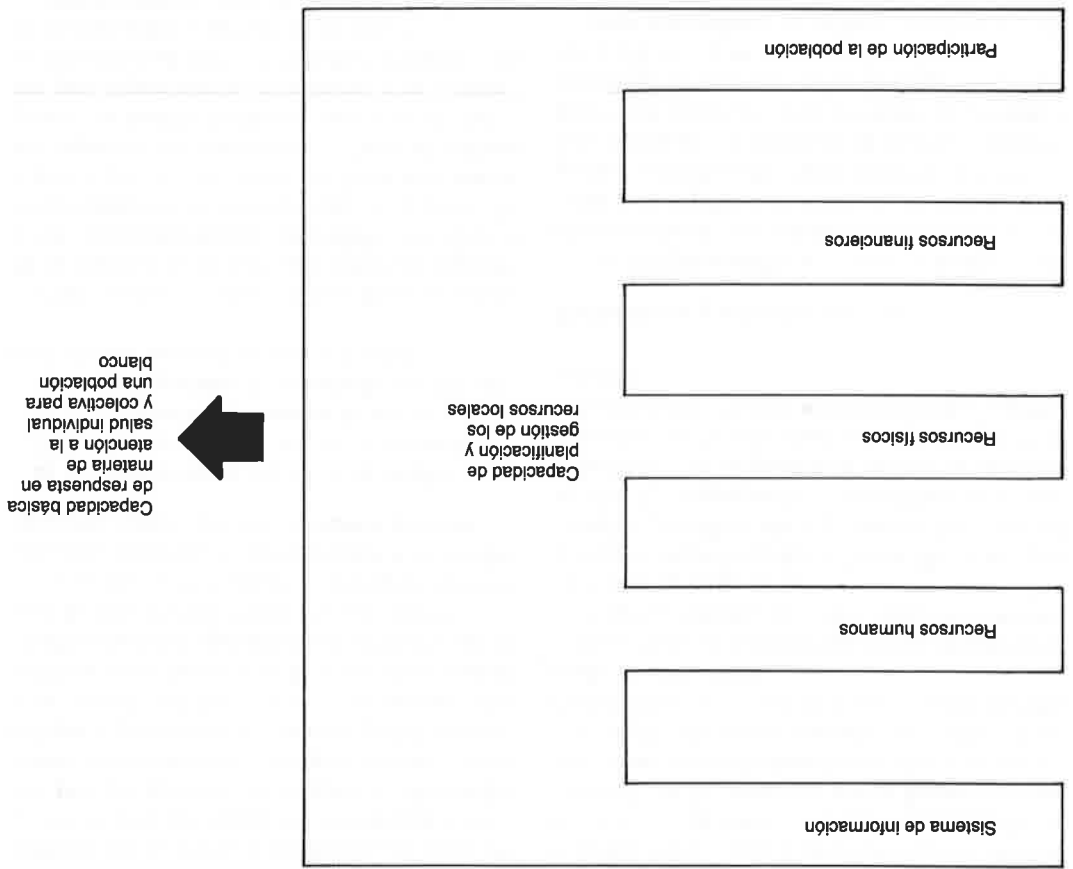 Sistema de información
Recursos humanos
Recursos físicos
Recursos financieros
Participación de la población
Capacidad de
planificación y
gestión de los
recursos locales
Capacidad básica
de respuesta en
materia de
atención a la
salud individual
y colectiva para
una población
blanco